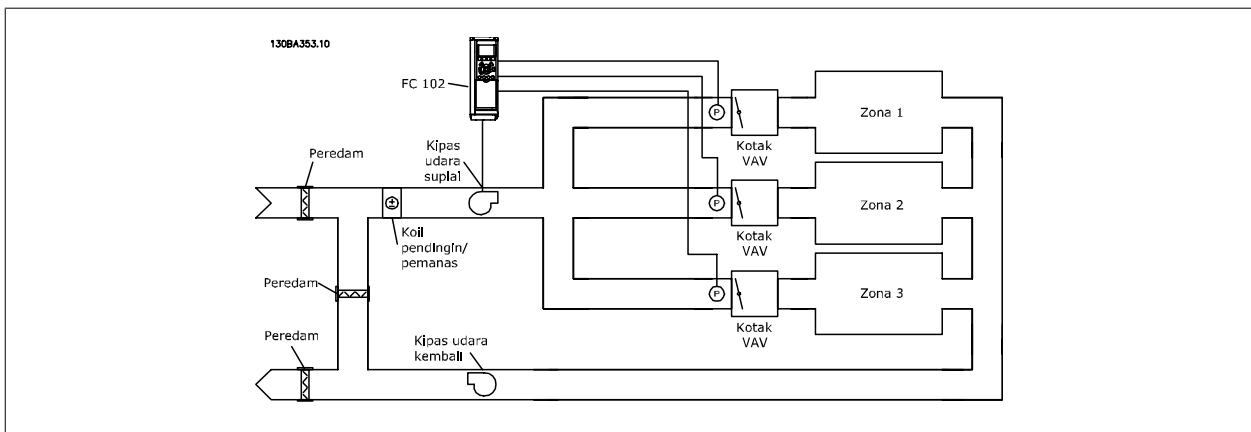 130BA353.10
FC 102
Peredam
Kipas
udara
suplai
Zona 1
Kotak
VAV
P
Zona 2
Kotak
VAV
P
Koil
pendingin/
pemanas
Peredam
Zona 3
Kotak
VAV
P
Peredam
Kipas udara
kembali